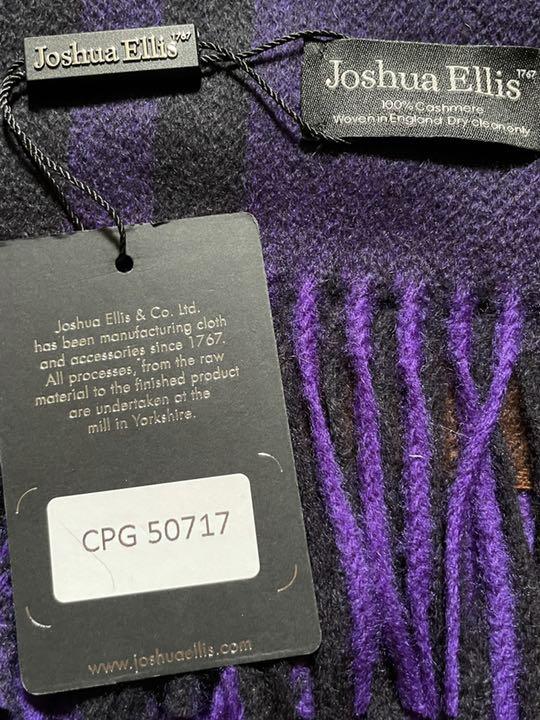 Joshua Ellis 1767
Joshua Ellis 1767
100% Cashmere
Woven in England Dry clean only
Joshua Ellis & Co. Ltd.
has been manufacturing cloth
and accessories since 1767.
All processes, from the raw
material to the finished product
are undertaken at the
mill in Yorkshire.
CPG 50717
www.joshuaellis.com